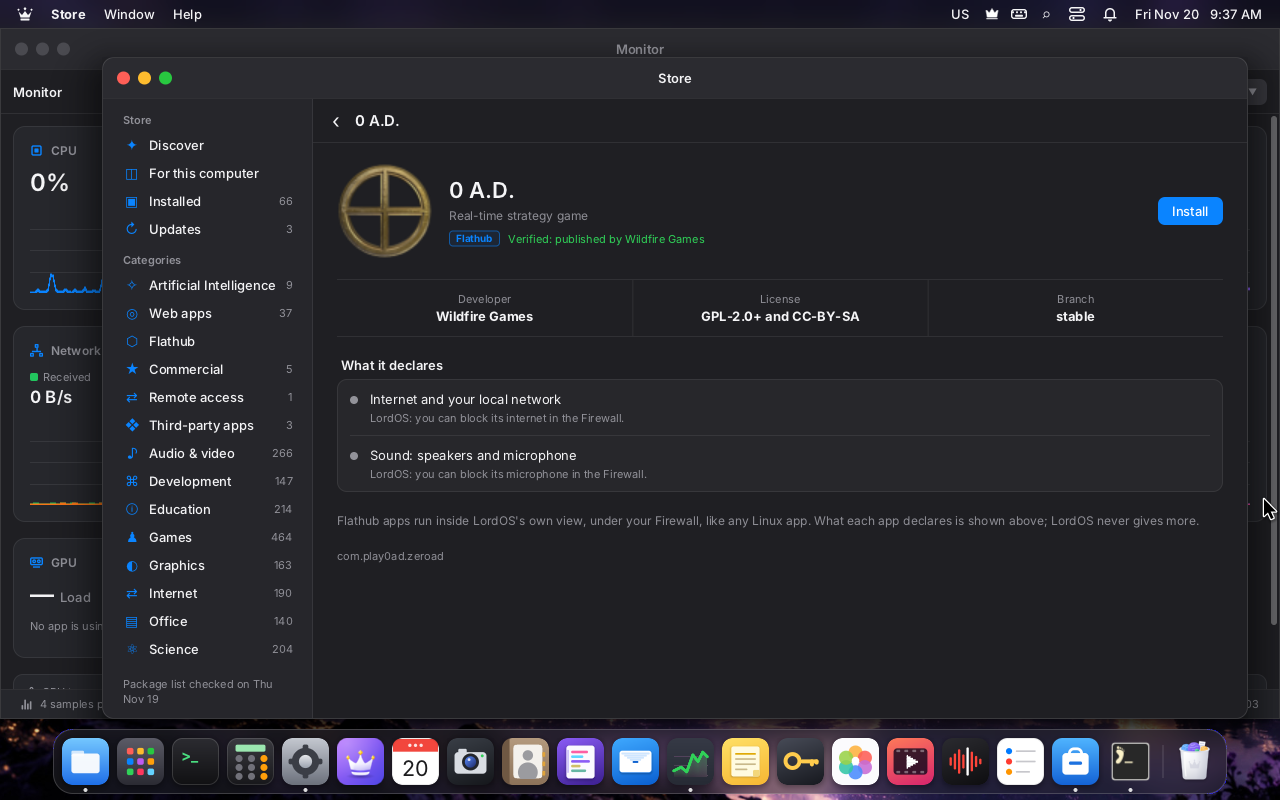 Store Window Help
US Fri Nov 20 9:37 AM
Monitor
Monitor
CPU
0%
Network
Received
0 B/s
GPU
Load
4 samples
Store
Store
Discover
For this computer
Installed 66
Updates 3
Categories
Artificial Intelligence 9
Web apps 37
Flathub
Commercial 5
Remote access 1
Third-party apps 3
Audio & video 266
Development 147
Education 214
Games 464
Graphics 163
Internet 190
Office 140
Science 204
Package list checked on Thu
Nov 19
0 A.D.
0 A.D.
Real-time strategy game
Flathub Verified: published by Wildfire Games
Install
Developer License Branch
Wildfire Games GPL-2.0+ and CC-BY-SA stable
What it declares
Internet and your local network
LordOS: you can block its internet in the Firewall.
Sound: speakers and microphone
LordOS: you can block its microphone in the Firewall.
Flathub apps run inside LordOS's own view, under your Firewall, like any Linux app. What each app declares is shown above; LordOS never gives more.
com.play0ad.zeroad
No app is
20